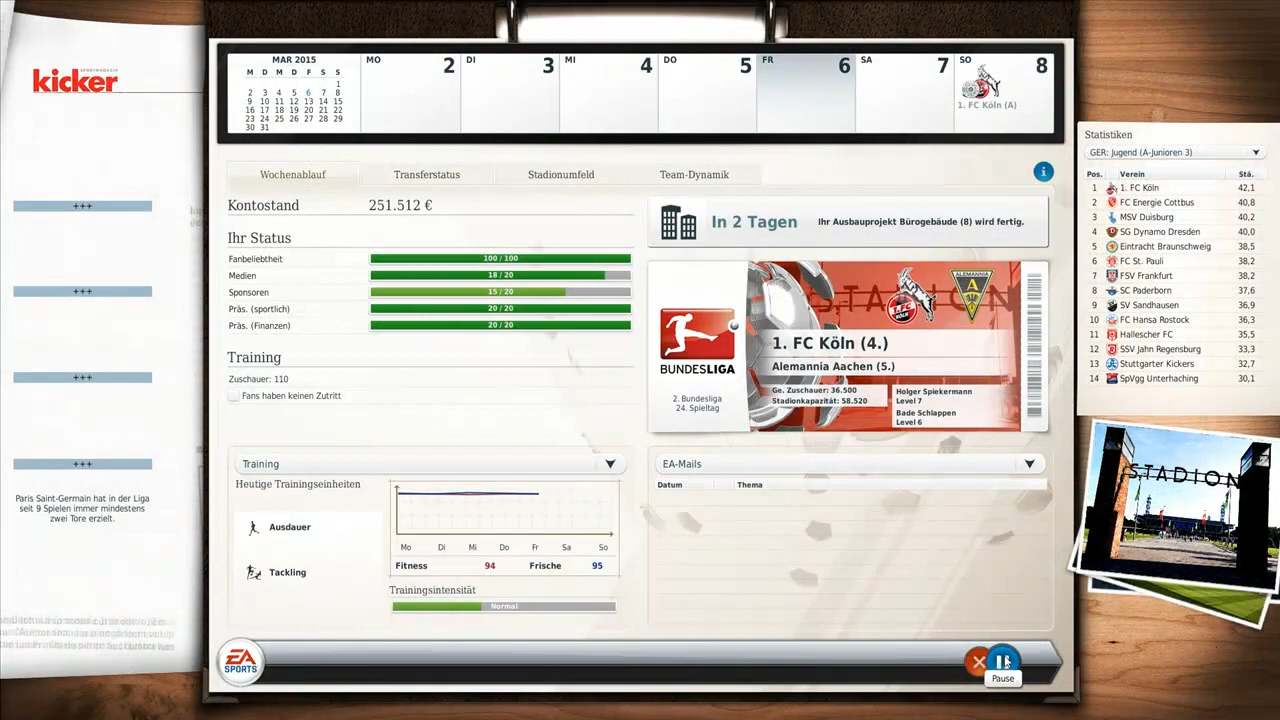 SPORTMAGAZIN
kicker
+++
+++
+++
+++
Paris Saint-Germain hat in der Liga
seit 9 Spielen immer mindestens
zwei Tore erzielt.
MAR 2015
M D M D F S S
1
2 3 4 5 6 7 8
9 10 11 12 13 14 15
16 17 18 19 20 21 22
23 24 25 26 27 28 29
30 31
MO 2
DI 3
MI 4
DO 5
FR 6
SA 7
SO 8
1. FC Köln (A)
Wochenablauf Transferstatus Stadionumfeld Team-Dynamik
i
Kontostand 251.512 €
Ihr Status
Fanbeliebtheit 100 / 100
Medien 18 / 20
Sponsoren 15 / 20
Präs. (sportlich) 20 / 20
Präs. (Finanzen) 20 / 20
Training
Zuschauer: 110
Fans haben keinen Zutritt
In 2 Tagen Ihr Ausbauprojekt Bürogebäude (8) wird fertig.
BUNDESLIGA
2. Bundesliga
24. Spieltag
STADION
ALEMANNIA
1. FC Köln (4.)
Alemannia Aachen (5.)
Ge. Zuschauer: 36.500
Stadionkapazität: 58.520
Holger Spiekermann
Level 7
Bade Schlappen
Level 6
Training
Heutige Trainingseinheiten
Ausdauer
Tackling
Mo Di Mi Do Fr Sa So
Fitness 94 Frische 95
Trainingsintensität
Normal
EA-Mails
Datum Thema
EA
SPORTS
Pause
Statistiken
GER: Jugend (A-Junioren 3)
Pos. Verein Stä.
1 1. FC Köln 42,1
2 FC Energie Cottbus 40,8
3 MSV Duisburg 40,2
4 SG Dynamo Dresden 40,0
5 Eintracht Braunschweig 38,5
6 FC St. Pauli 38,2
7 FSV Frankfurt 38,2
8 SC Paderborn 37,6
9 SV Sandhausen 36,9
10 FC Hansa Rostock 36,3
11 Hallescher FC 35,5
12 SSV Jahn Regensburg 33,3
13 Stuttgarter Kickers 32,7
14 SpVgg Unterhaching 30,1
STADION